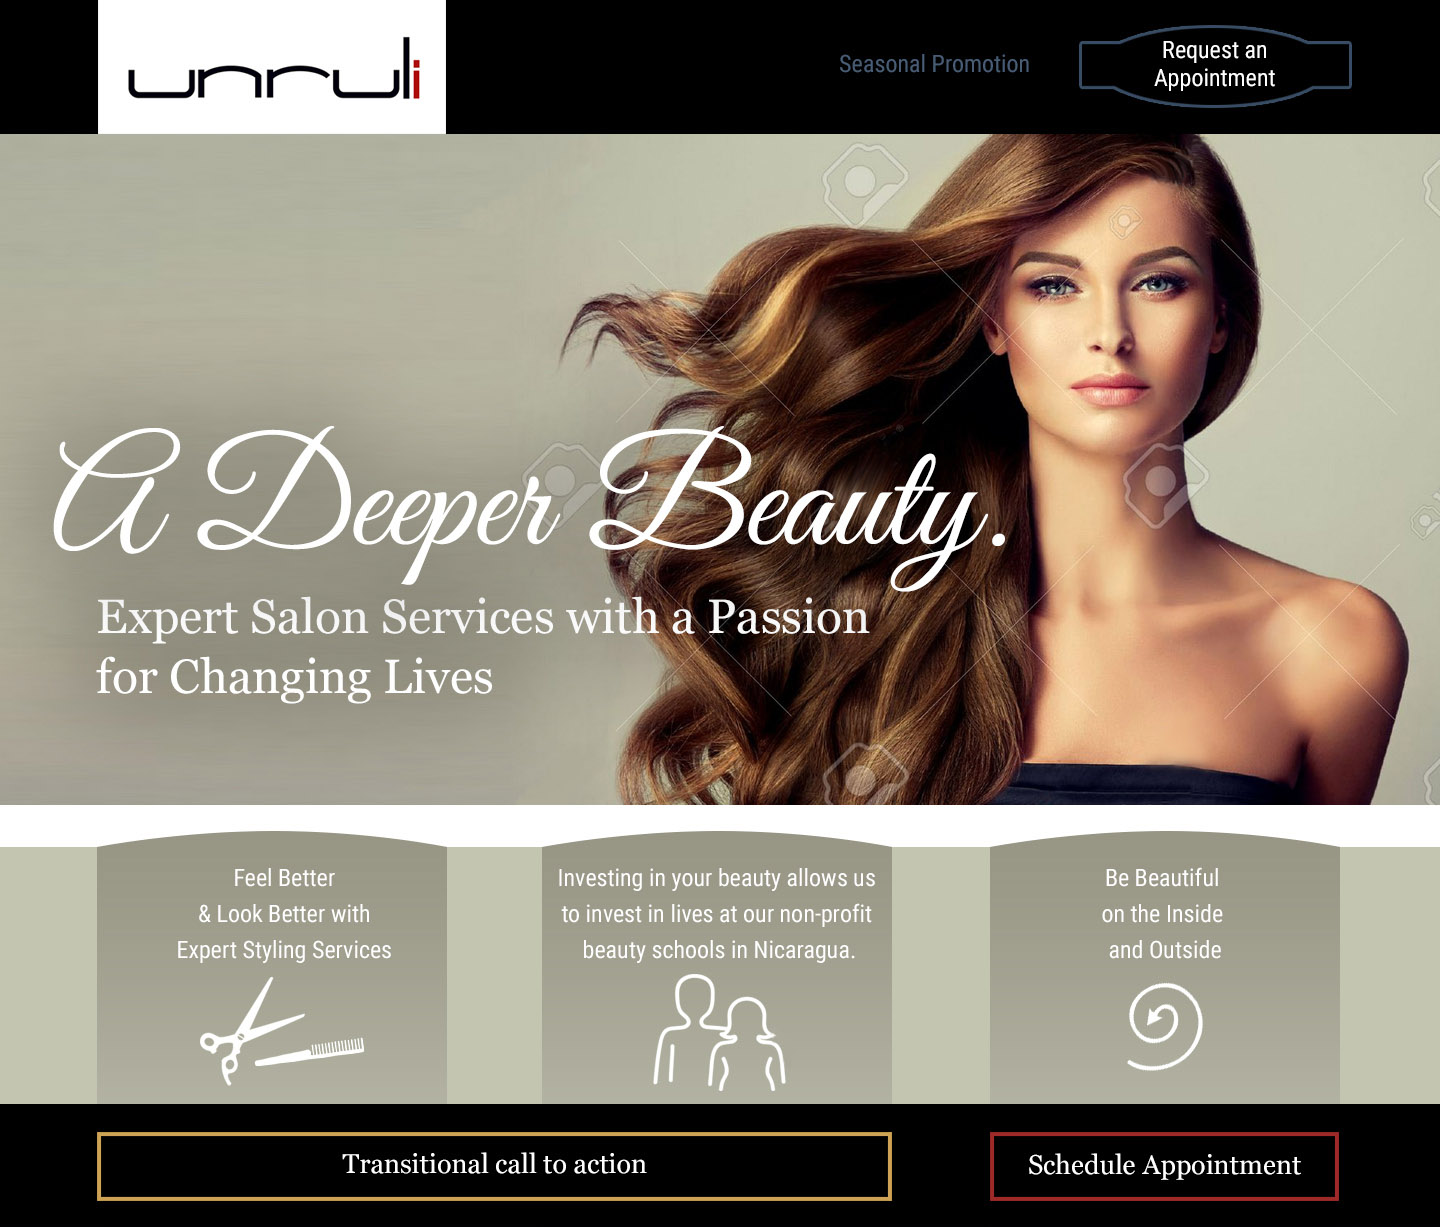 unruli
Seasonal Promotion
Request an
Appointment
A Deeper Beauty.
Expert Salon Services with a Passion
for Changing Lives
Feel Better
& Look Better with
Expert Styling Services
Investing in your beauty allows us
to invest in lives at our non-profit
beauty schools in Nicaragua.
Be Beautiful
on the Inside
and Outside
Transitional call to action
Schedule Appointment